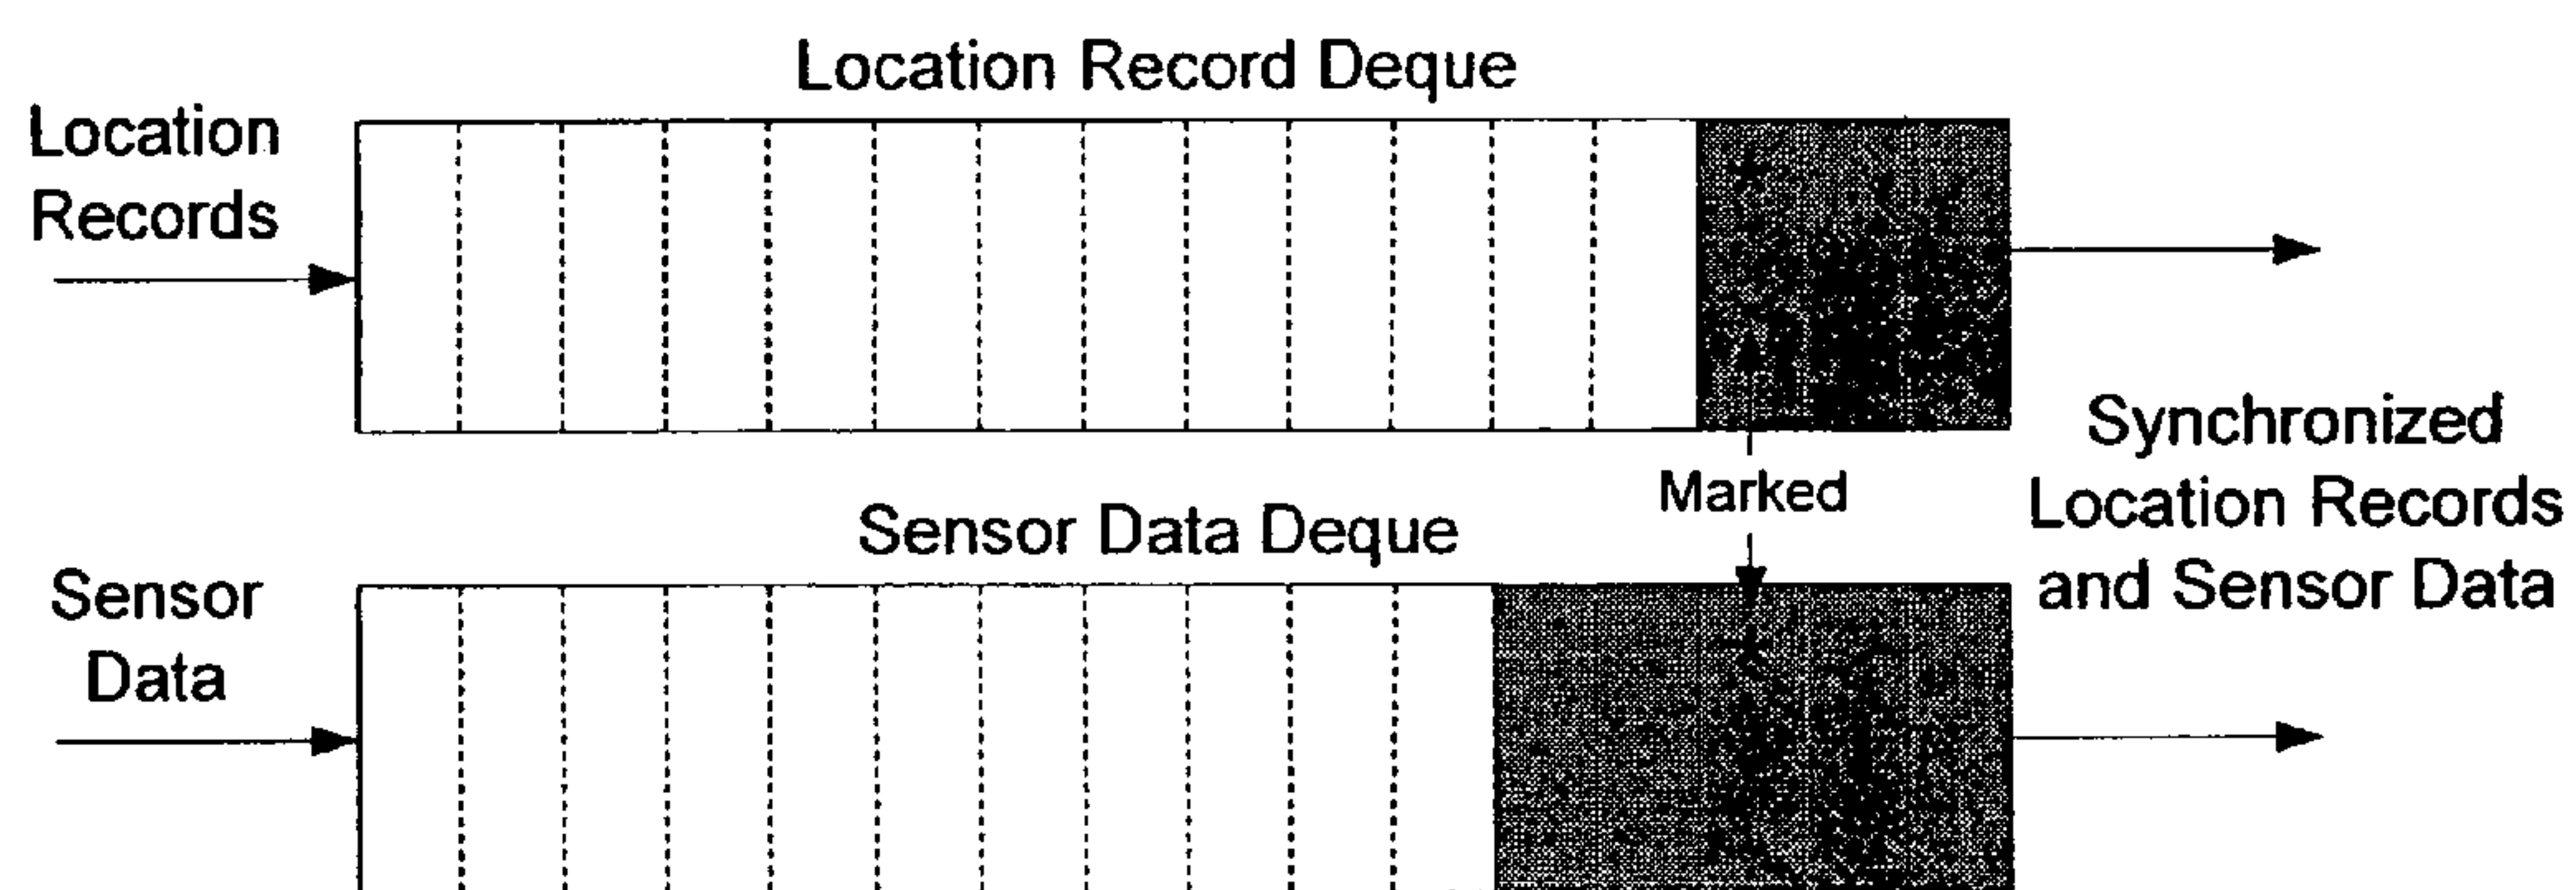 Location Record Deque
Location
Records
Marked
Sensor Data Deque
Sensor
Data
Synchronized
Location Records
and Sensor Data